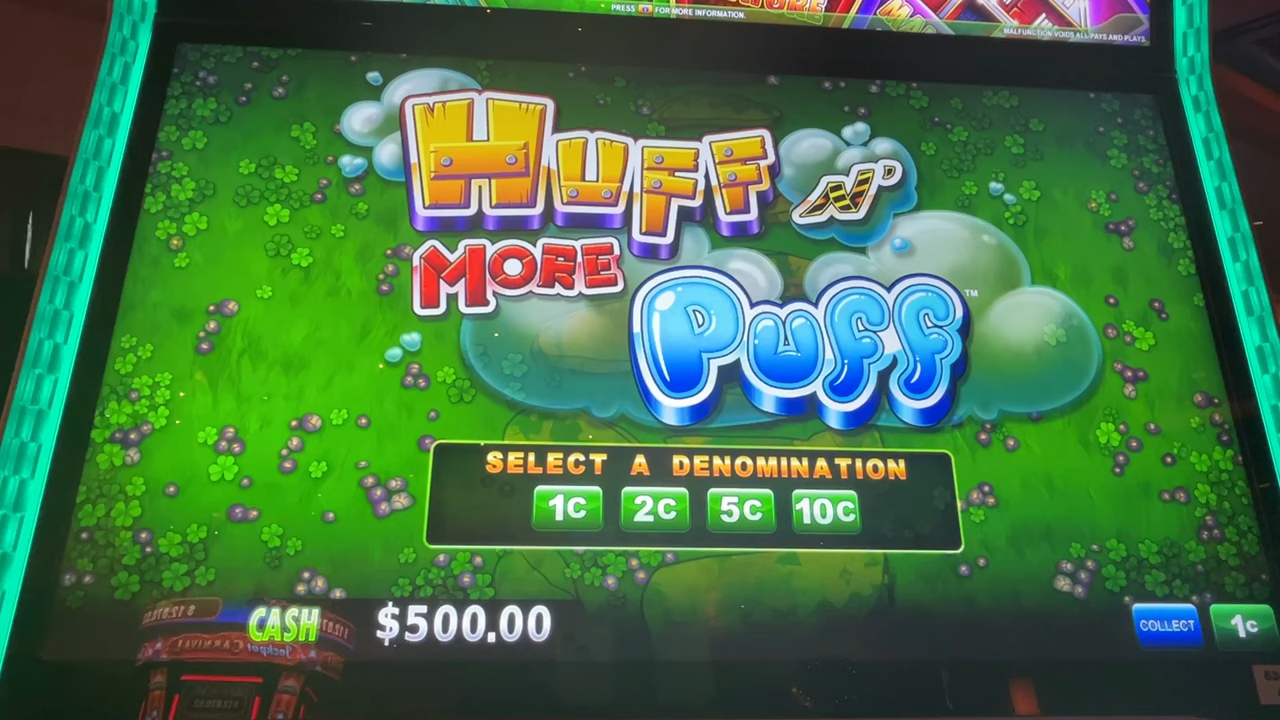 PRESS FOR MORE INFORMATION.
MALFUNCTION VOIDS ALL PAYS AND PLAYS.
HUFF N'
MORE
PUFF™
SELECT A DENOMINATION
1C 2C 5C 10C
CASH $500.00
COLLECT 1C